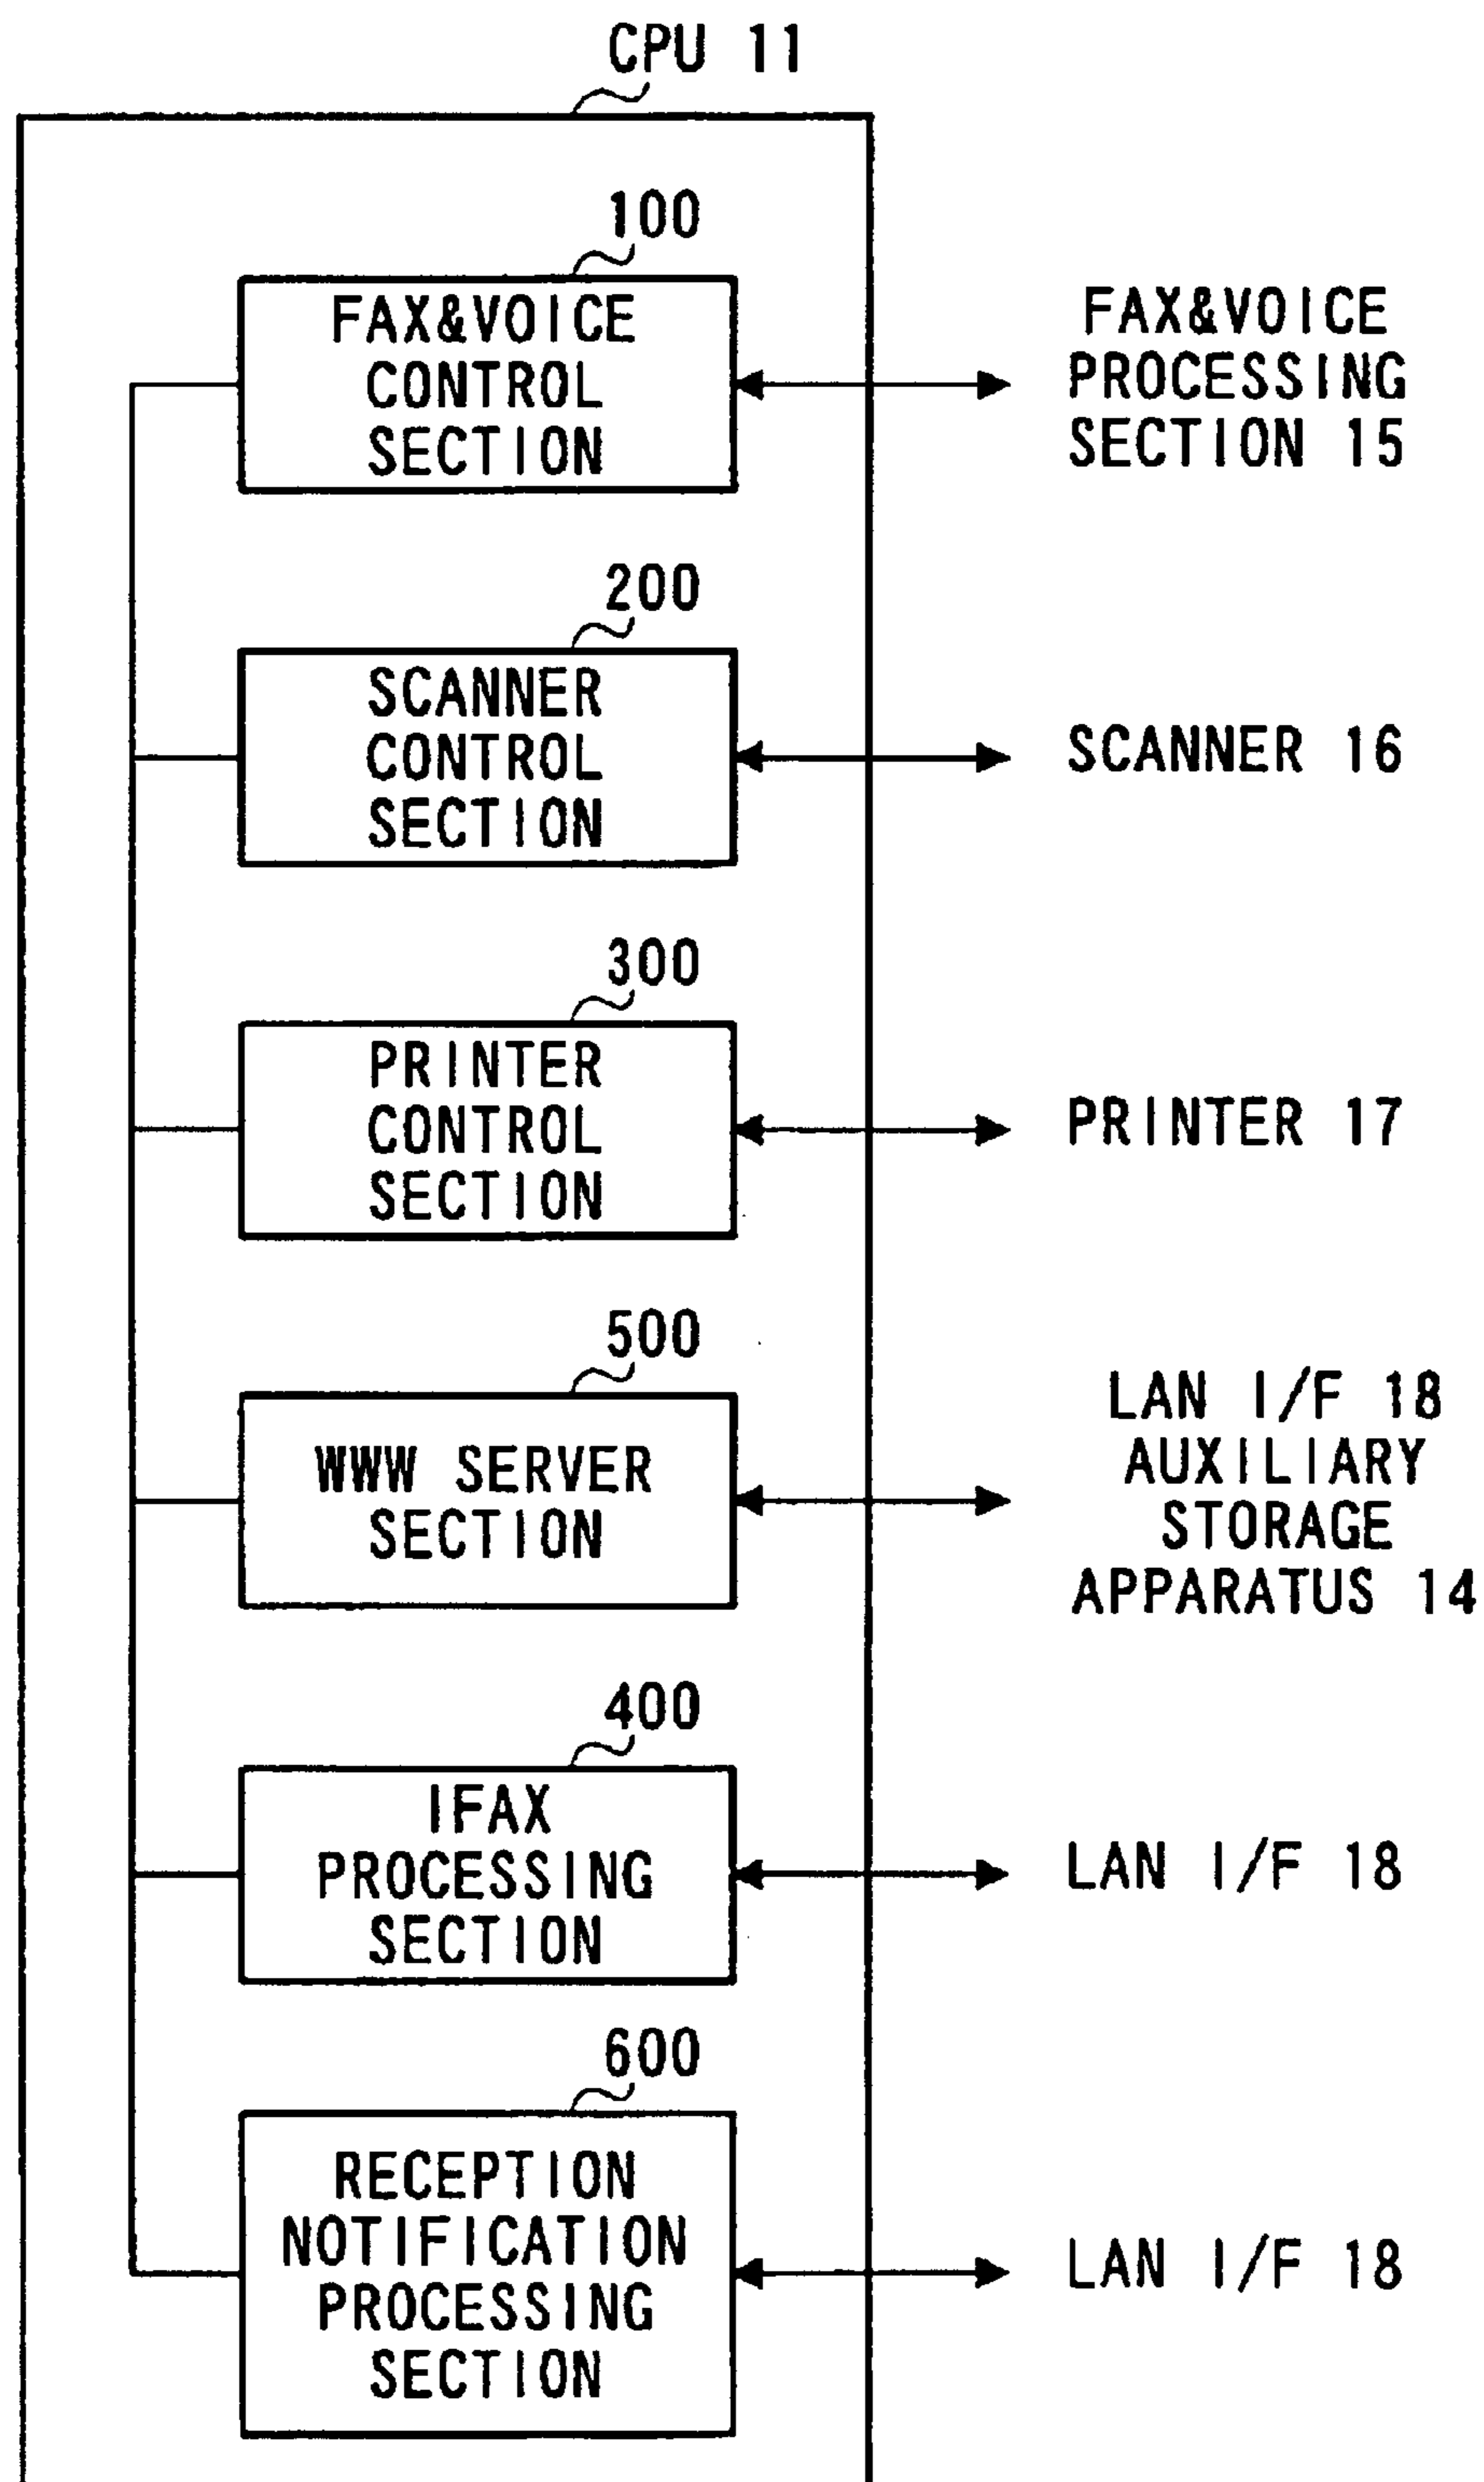 CPU 11
100
FAX&VOICE
CONTROL
SECTION
FAX&VOICE
PROCESSING
SECTION 15
200
SCANNER
CONTROL
SECTION
SCANNER 16
300
PRINTER
CONTROL
SECTION
PRINTER 17
500
WWW SERVER
SECTION
LAN I/F 18
AUXILIARY
STORAGE
APPARATUS 14
400
IFAX
PROCESSING
SECTION
LAN I/F 18
600
RECEPTION
NOTIFICATION
PROCESSING
SECTION
LAN I/F 18